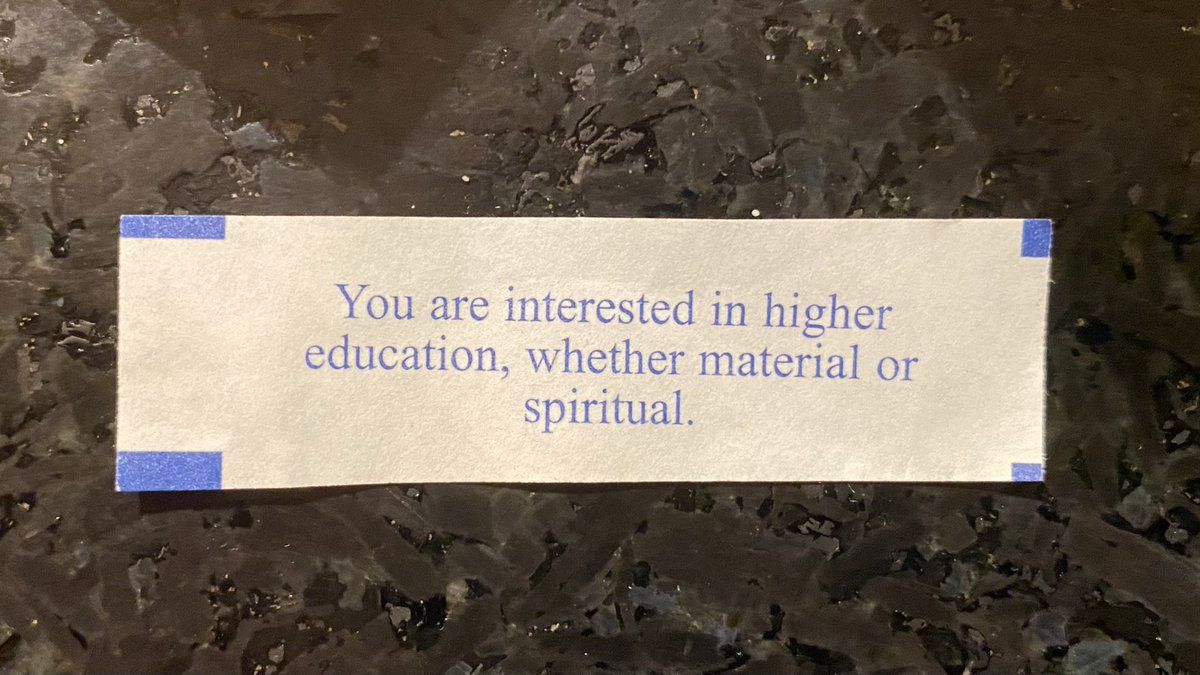 You are interested in higher
education, whether material or
spiritual.